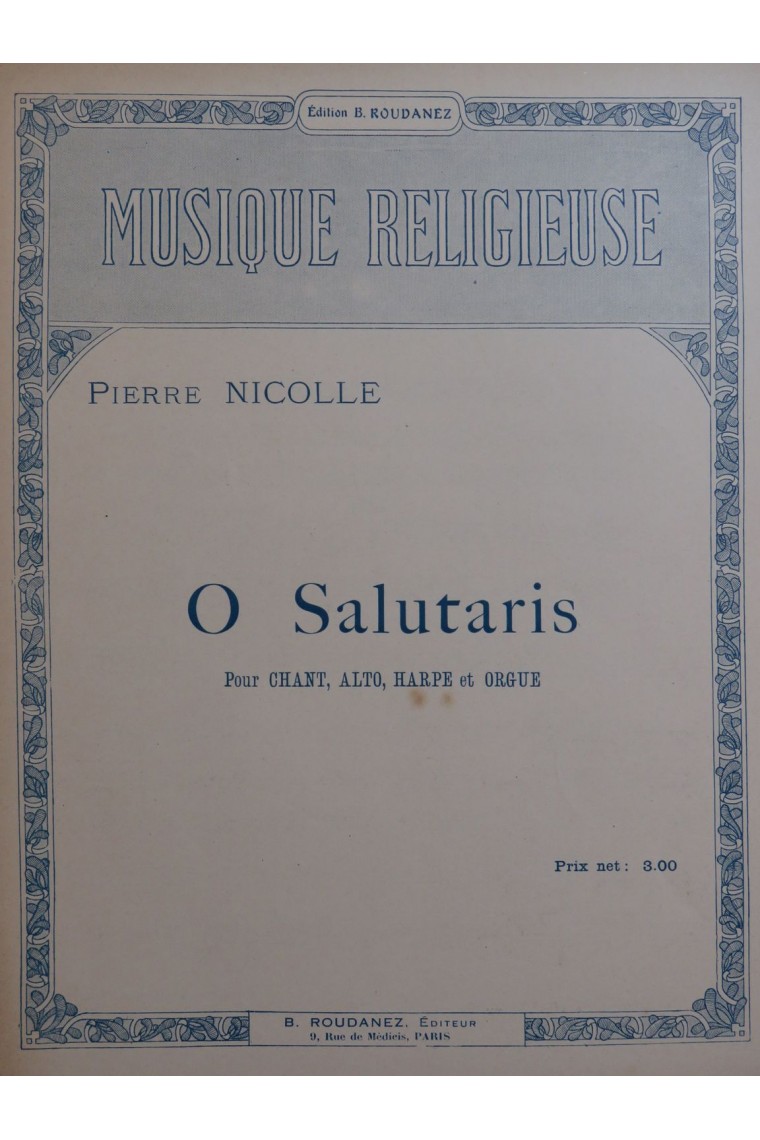 Édition B. ROUDANEZ
MUSIQUE RELIGIEUSE
PIERRE NICOLLE
O Salutaris
Pour CHANT, ALTO, HARPE et ORGUE
Prix net : 3.00
B. ROUDANEZ, ÉDITEUR
9, Rue de Médicis, PARIS